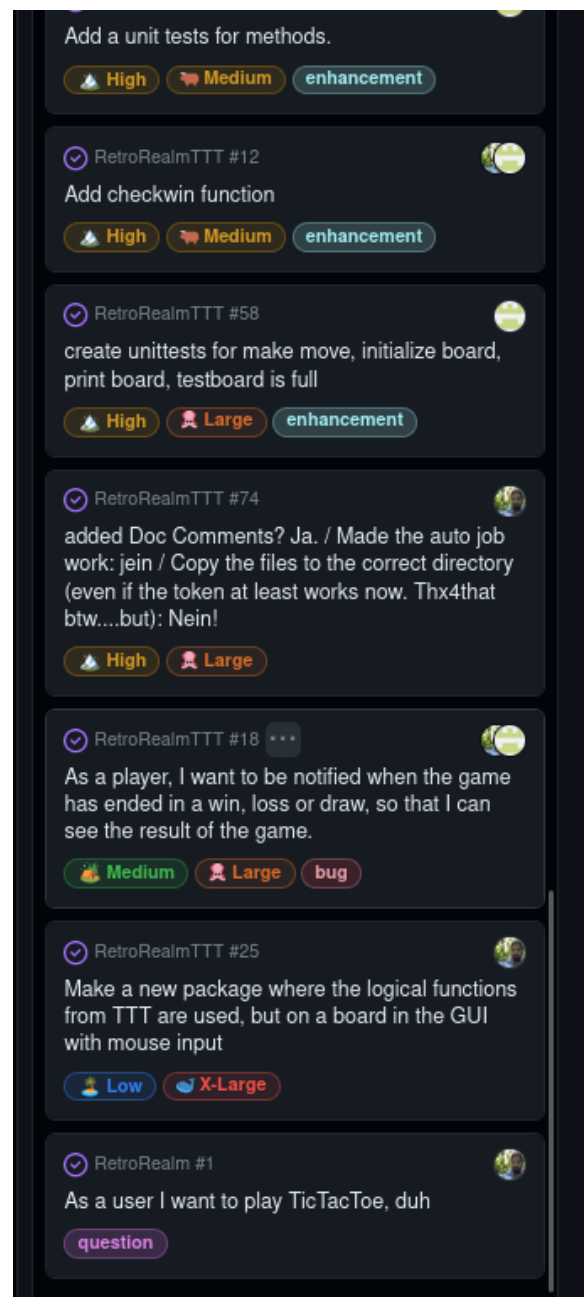 Add a unit tests for methods.
High Medium enhancement
RetroRealmTTT #12
Add checkwin function
High Medium enhancement
RetroRealmTTT #58
create unittests for make move, initialize board,
print board, testboard is full
High Large enhancement
RetroRealmTTT #74
added Doc Comments? Ja. / Made the auto job
work: jein / Copy the files to the correct directory
(even if the token at least works now. Thx4that
btw....but): Nein!
High Large
RetroRealmTTT #18 ...
As a player, I want to be notified when the game
has ended in a win, loss or draw, so that I can
see the result of the game.
Medium Large bug
RetroRealmTTT #25
Make a new package where the logical functions
from TTT are used, but on a board in the GUI
with mouse input
Low X-Large
RetroRealm #1
As a user I want to play TicTacToe, duh
question